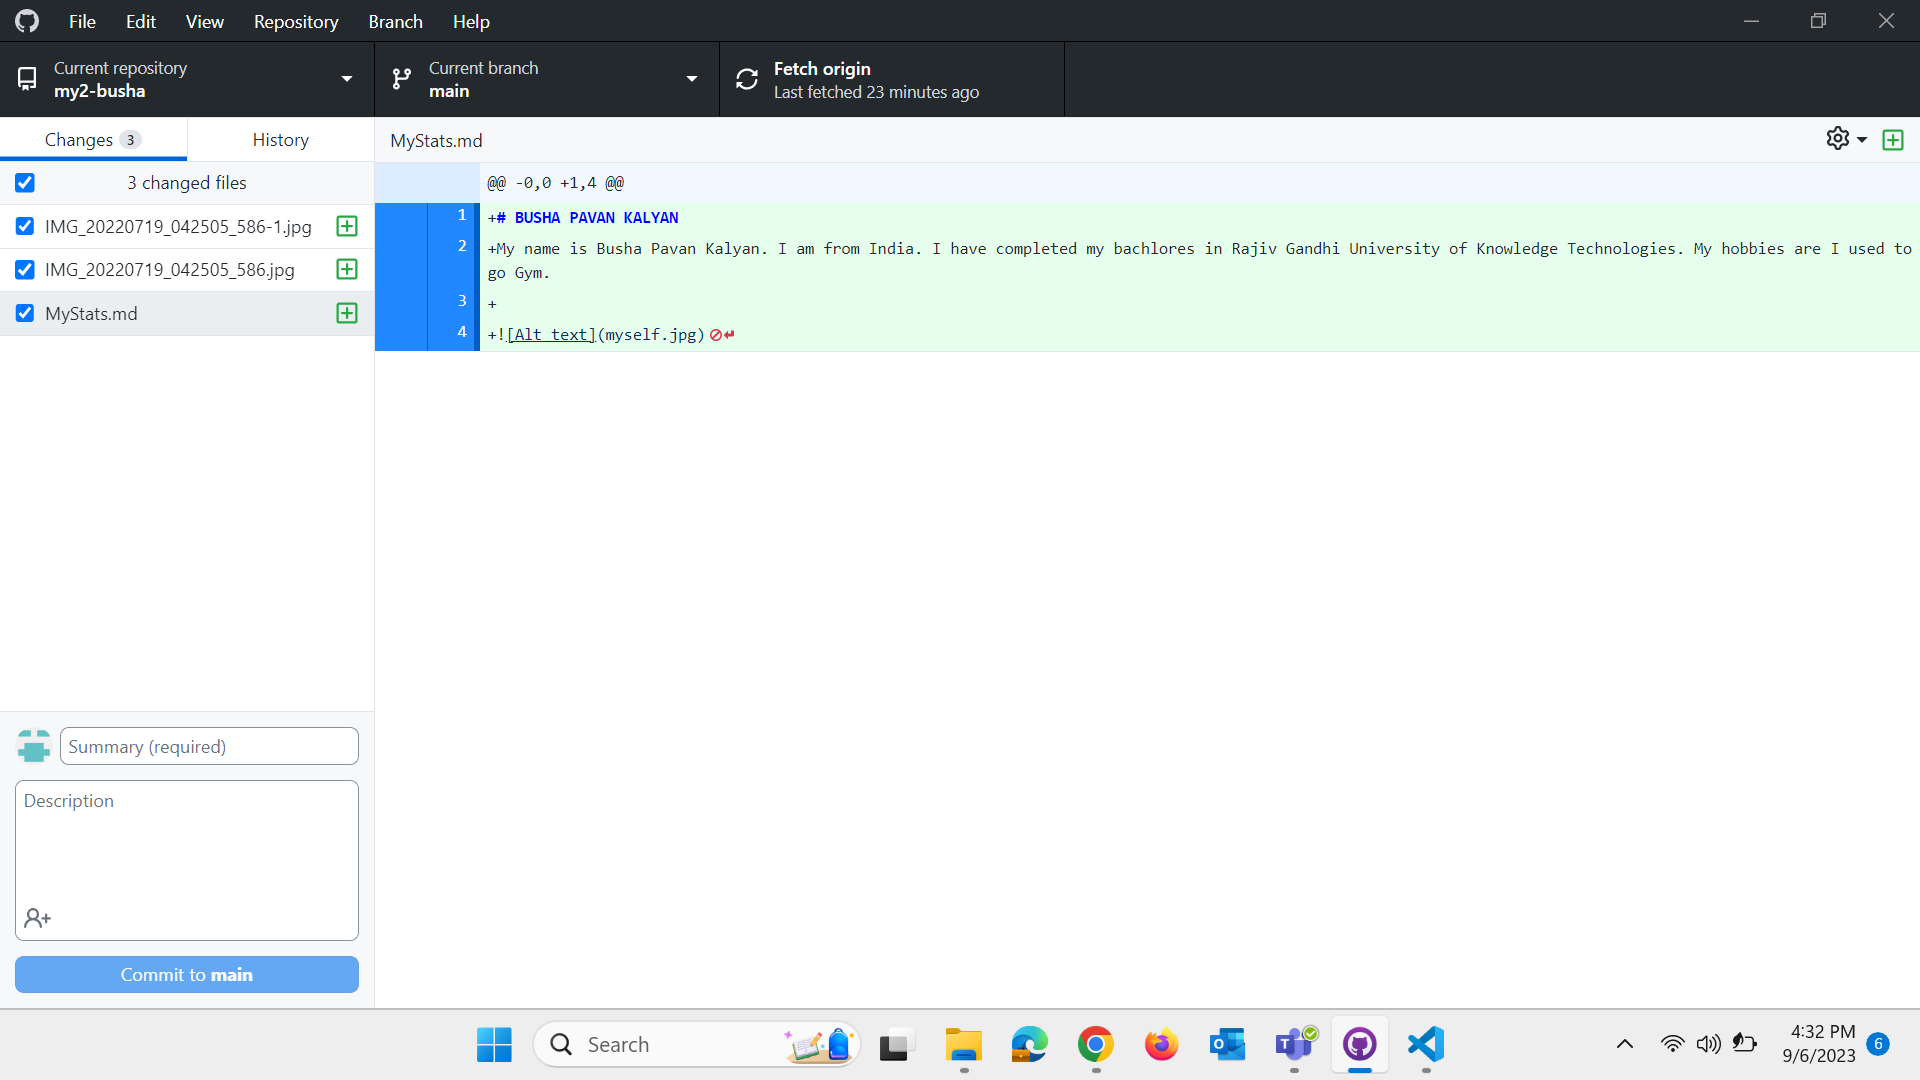 File Edit View Repository Branch Help
Current repository
my2-busha
Current branch
main
Fetch origin
Last fetched 23 minutes ago
Changes 3
History
3 changed files
IMG_20220719_042505_586-1.jpg
IMG_20220719_042505_586.jpg
MyStats.md
MyStats.md
@@ -0,0 +1,4 @@
1 +# BUSHA PAVAN KALYAN
2 +My name is Busha Pavan Kalyan. I am from India. I have completed my bachlores in Rajiv Gandhi University of Knowledge Technologies. My hobbies are I used to
go Gym.
3 +
4 +![Alt text](myself.jpg)
Summary (required)
Description
Commit to main
Search
4:32 PM
9/6/2023
6